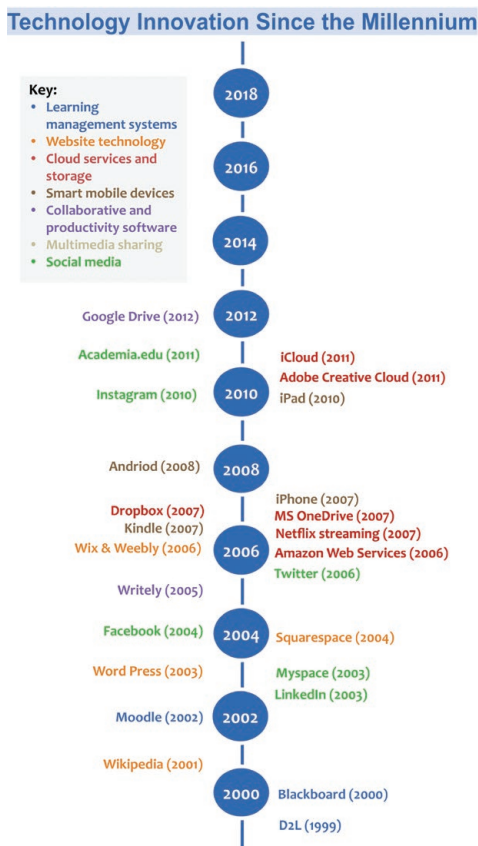 Technology Innovation Since the Millennium
Key:
• Learning
management systems
• Website technology
• Cloud services and
storage
• Smart mobile devices
• Collaborative and
productivity software
• Multimedia sharing
• Social media
2018
2016
2014
Google Drive (2012)
2012
Academia.edu (2011)
iCloud (2011)
Adobe Creative Cloud (2011)
Instagram (2010)
2010
iPad (2010)
Andriod (2008)
2008
iPhone (2007)
Dropbox (2007)
MS OneDrive (2007)
Kindle (2007)
Netflix streaming (2007)
Wix & Weebly (2006)
2006
Amazon Web Services (2006)
Twitter (2006)
Writely (2005)
Facebook (2004)
2004
Squarespace (2004)
Word Press (2003)
Myspace (2003)
LinkedIn (2003)
Moodle (2002)
2002
Wikipedia (2001)
2000
Blackboard (2000)
D2L (1999)